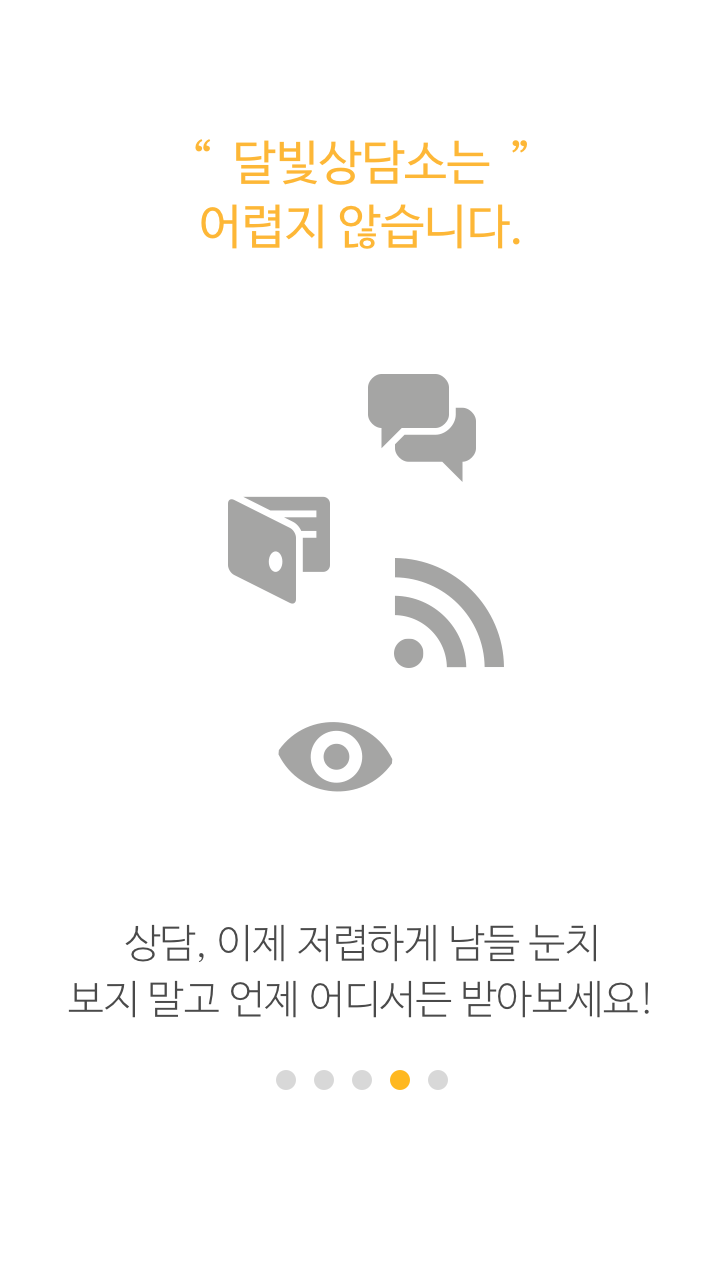 “ 달빛상담소는 ”
어렵지 않습니다.
상담, 이제 저렵하게 남들 눈치
보지 말고 언제 어디서든 받아보세요!